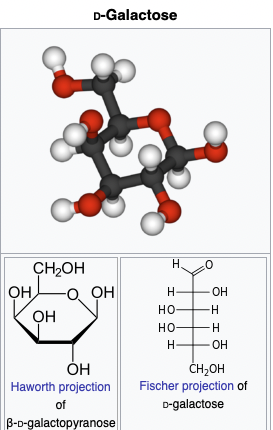 D-Galactose
CH₂OH
OH
O
OH
OH
OH
Haworth projection
of
β-D-galactopyranose
H
O
H
OH
HO
H
HO
H
H
OH
CH₂OH
Fischer projection of
D-galactose